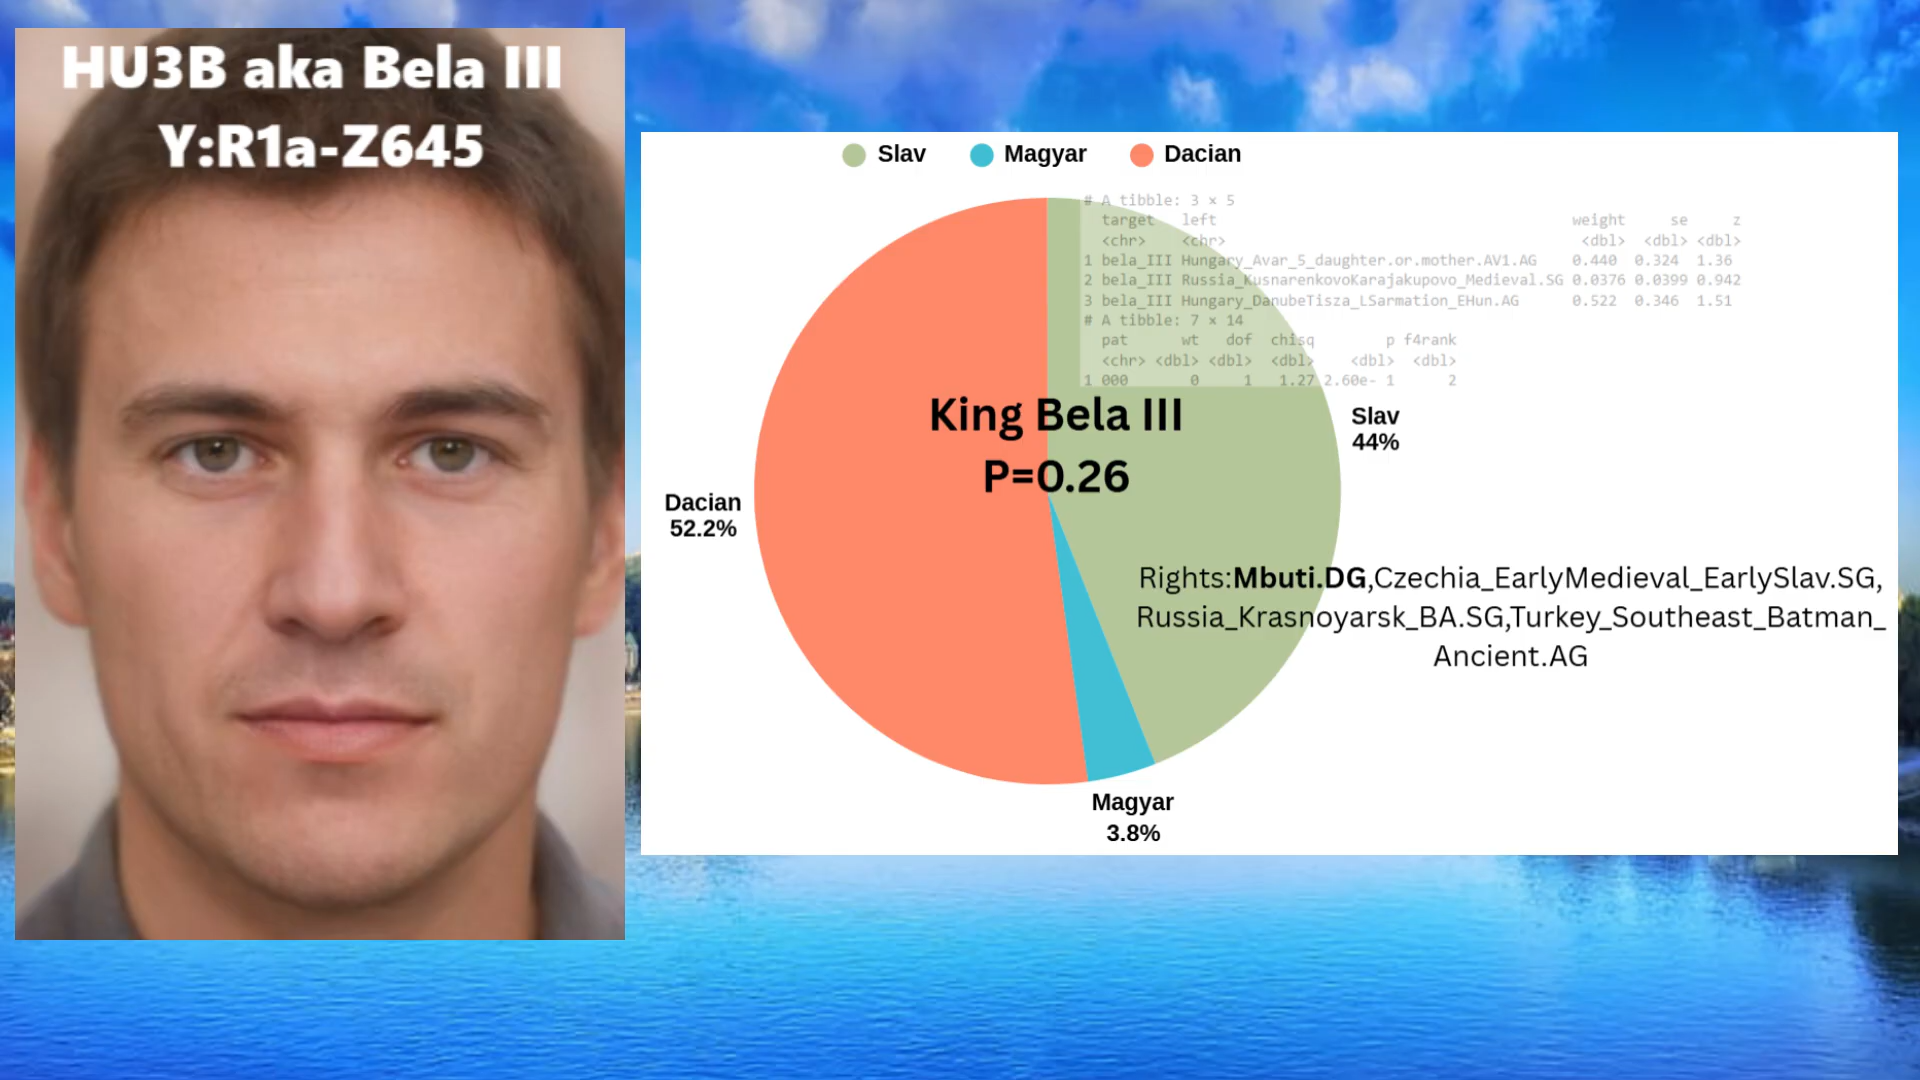 HU3B aka Bela III
Y:R1a-Z645
Slav Magyar Dacian
# A tibble: 3 × 5
target left weight se z
<chr> <chr> <dbl> <dbl> <dbl>
1 bela_III Hungary_Avar_5_daughter.or.mother.AV1.AG 0.440 0.324 1.36
2 bela_III Russia_KusnarenkovoKarajakupovo_Medieval.SG 0.0376 0.0399 0.942
3 bela_III Hungary_DanubeTisza_LSarmation_EHun.AG 0.522 0.346 1.51
# A tibble: 7 × 14
pat wt dof chisq p f4rank
<chr> <dbl> <dbl> <dbl> <dbl> <dbl>
1 000 0 1 1.27 2.60e- 1 2
King Bela III
P=0.26
Slav
44%
Dacian
52.2%
Rights:Mbuti.DG,Czechia_EarlyMedieval_EarlySlav.SG,
Russia_Krasnoyarsk_BA.SG,Turkey_Southeast_Batman_
Ancient.AG
Magyar
3.8%